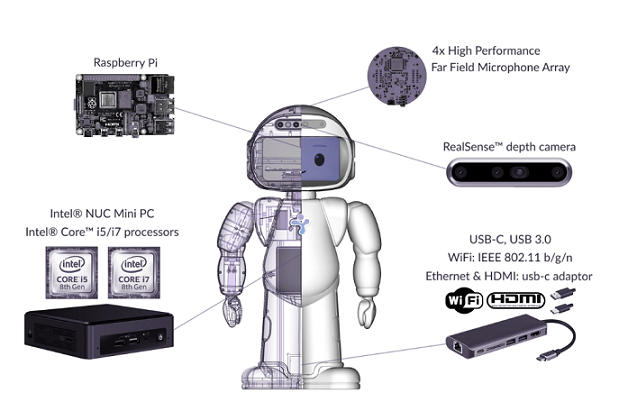 4x High Performance
Far Field Microphone Array
Raspberry Pi
RealSense™ depth camera
Intel® NUC Mini PC
Intel® Core™ i5/i7 processors
intel
CORE i5
8th Gen
intel
CORE i7
8th Gen
USB-C, USB 3.0
WiFi: IEEE 802.11 b/g/n
Ethernet & HDMI: usb-c adaptor
WiFi
HDMI